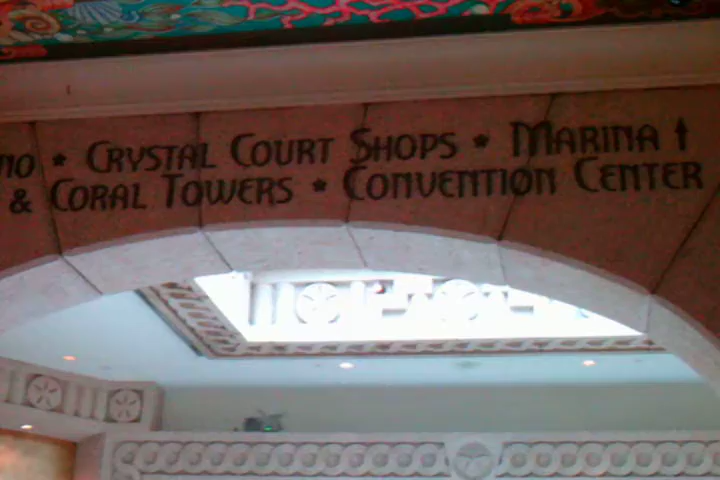 * CRYSTAL COURT SHOPS * MARINA ↑
& CORAL TOWERS * CONVENTION CENTER